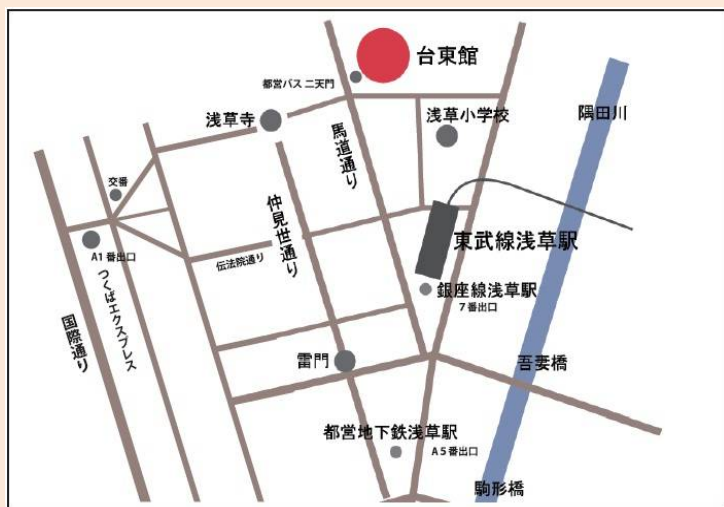 台東館
都営バス 二天門
浅草寺
馬道通り
浅草小学校
隅田川
交番
仲見世通り
東武線浅草駅
A1番出口
伝法院通り
つくばエクスプレス
国際通り
銀座線浅草駅
7番出口
雷門
吾妻橋
都営地下鉄浅草駅
A5番出口
駒形橋